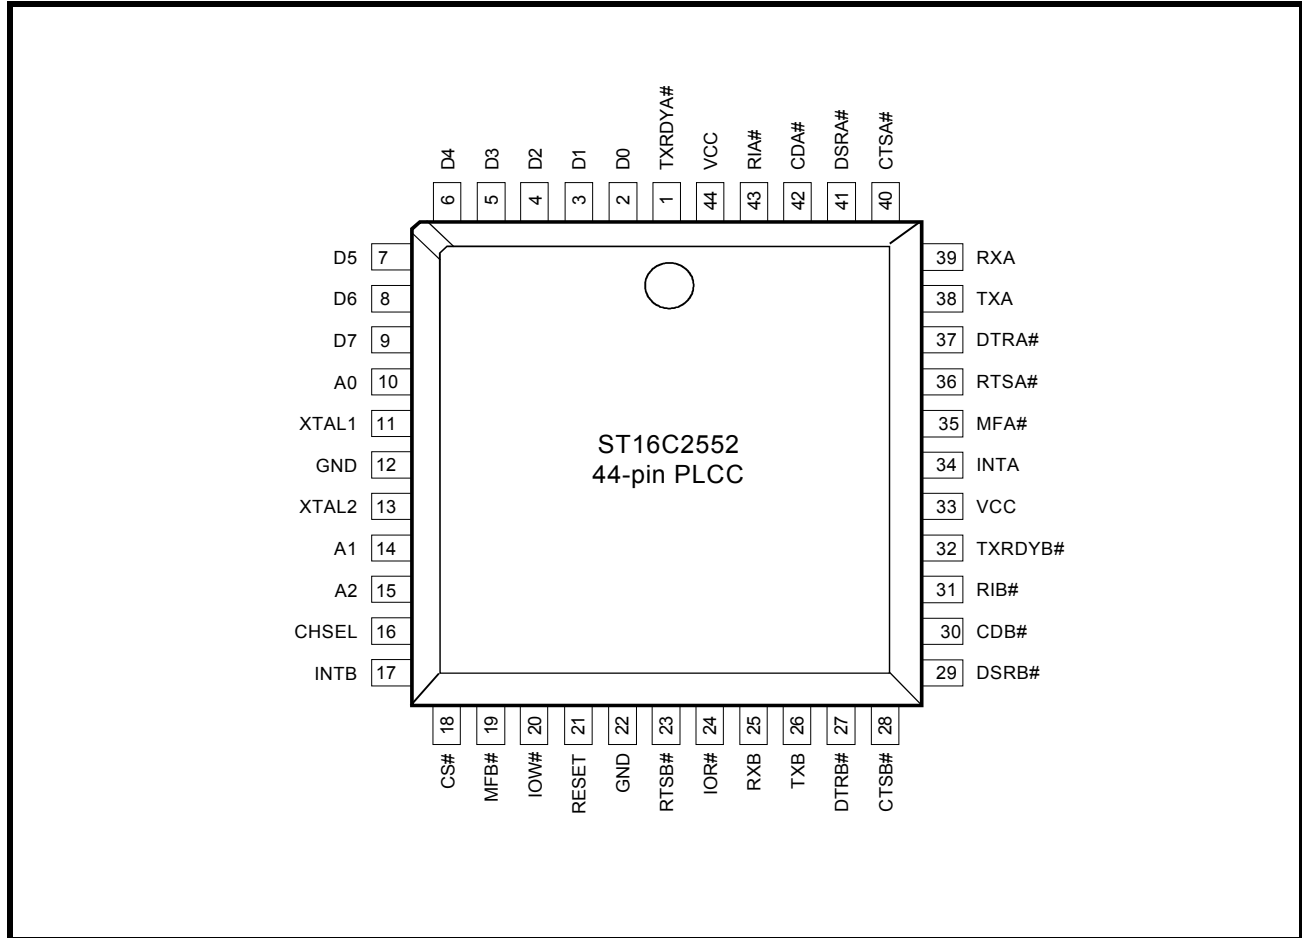 D4 D3 D2 D1 D0 TXRDYA# VCC RIA# CDA# DSRA# CTSA#
6 5 4 3 2 1 44 43 42 41 40
D5 7
D6 8
D7 9
A0 10
XTAL1 11
GND 12
XTAL2 13
A1 14
A2 15
CHSEL 16
INTB 17
ST16C2552
44-pin PLCC
39 RXA
38 TXA
37 DTRA#
36 RTSA#
35 MFA#
34 INTA
33 VCC
32 TXRDYB#
31 RIB#
30 CDB#
29 DSRB#
18 19 20 21 22 23 24 25 26 27 28
CS# MFB# IOW# RESET GND RTSB# IOR# RXB TXB DTRB# CTSB#